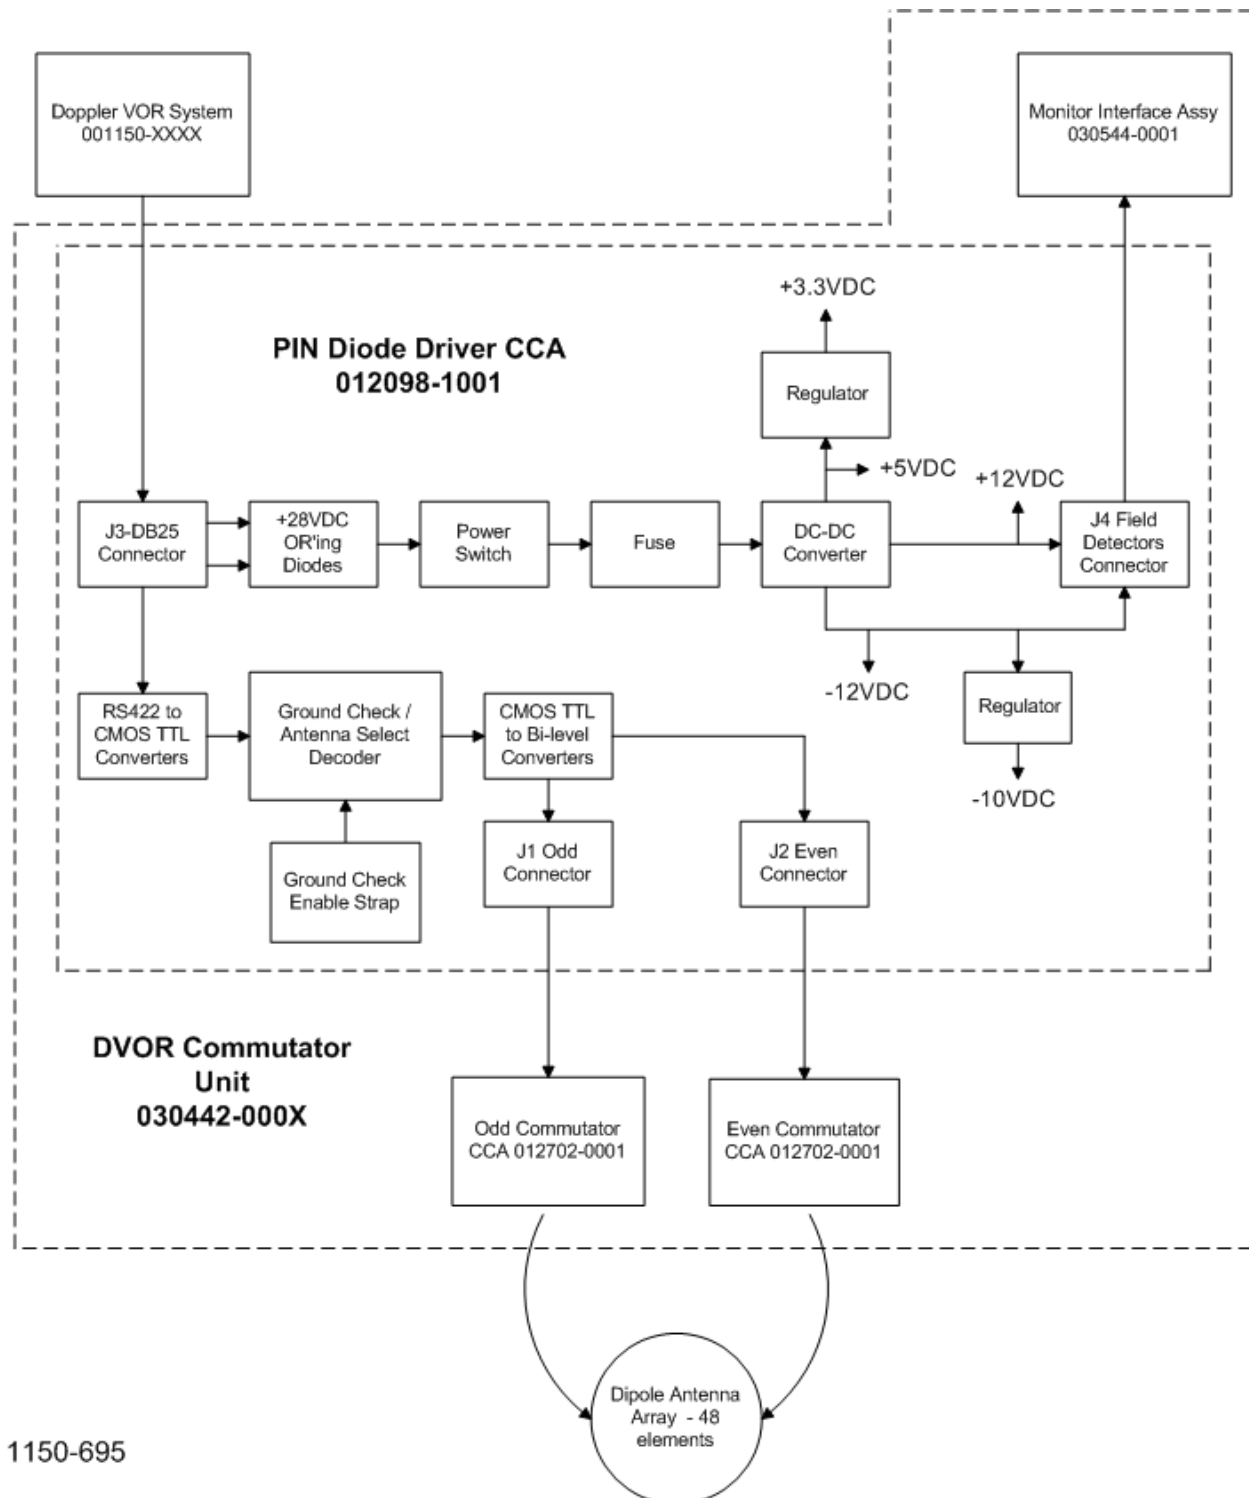 Doppler VOR System
001150-XXXX
Monitor Interface Assy
030544-0001
+3.3VDC
PIN Diode Driver CCA
012098-1001
Regulator
+5VDC
+12VDC
J3-DB25
Connector
+28VDC
OR'ing
Diodes
Power
Switch
Fuse
DC-DC
Converter
J4 Field
Detectors
Connector
-12VDC
RS422 to
CMOS TTL
Converters
Ground Check /
Antenna Select
Decoder
CMOS TTL
to Bi-level
Converters
Regulator
-10VDC
Ground Check
Enable Strap
J1 Odd
Connector
J2 Even
Connector
DVOR Commutator
Unit
030442-000X
Odd Commutator
CCA 012702-0001
Even Commutator
CCA 012702-0001
Dipole Antenna
Array - 48
elements
1150-695